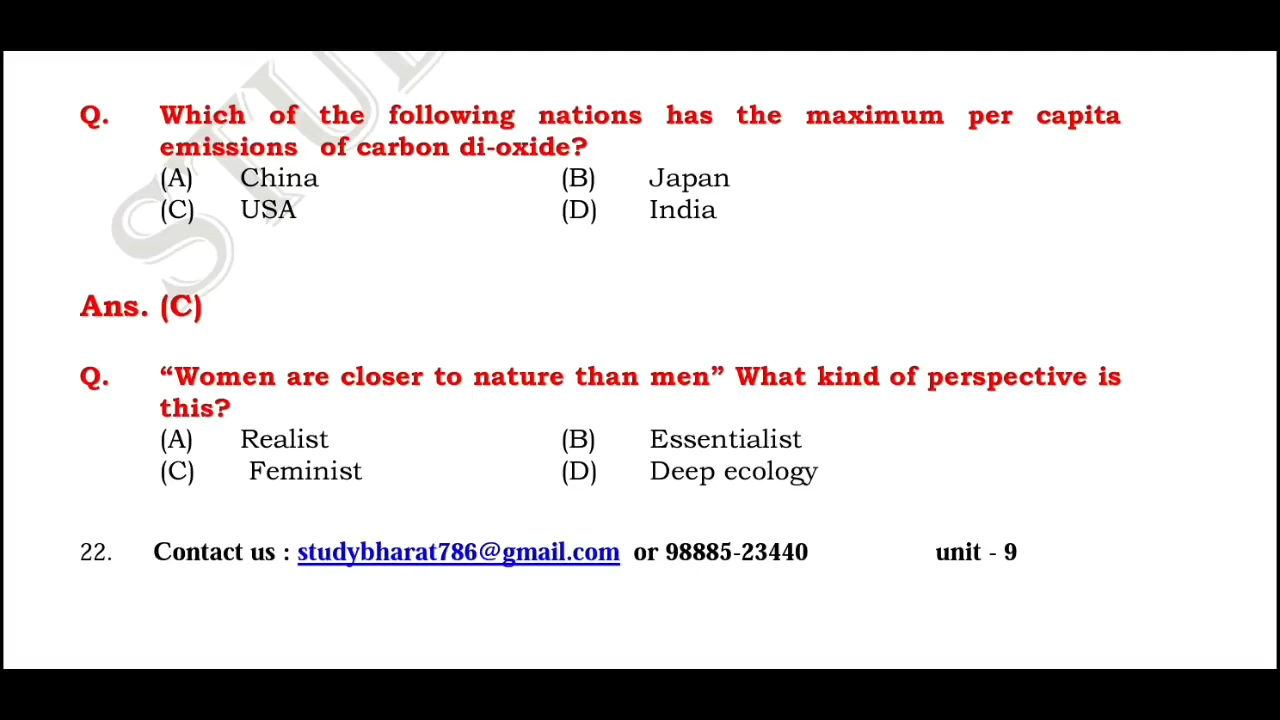 Q. Which of the following nations has the maximum per capita
emissions of carbon di-oxide?
(A) China (B) Japan
(C) USA (D) India
Ans. (C)
Q. “Women are closer to nature than men” What kind of perspective is
this?
(A) Realist (B) Essentialist
(C) Feminist (D) Deep ecology
22. Contact us : studybharat786@gmail.com or 98885-23440 unit - 9